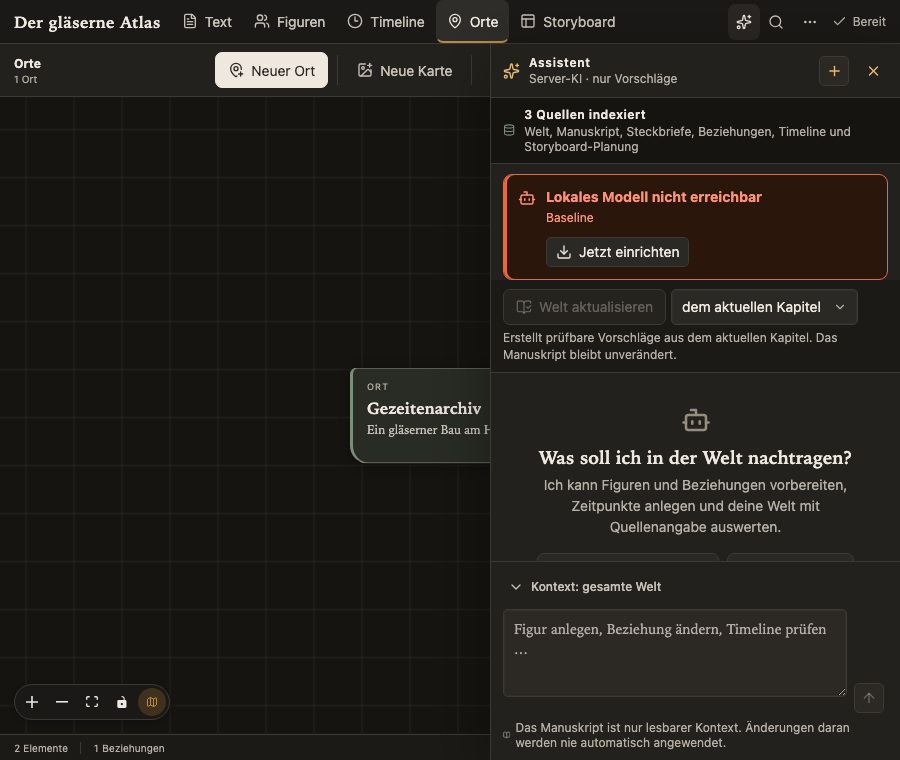 Der gläserne Atlas
Text
Figuren
Timeline
Orte
Storyboard
Bereit
Orte
1 Ort
Neuer Ort
Neue Karte
Assistent
Server-KI · nur Vorschläge
3 Quellen indexiert
Welt, Manuskript, Steckbriefe, Beziehungen, Timeline und
Storyboard-Planung
Lokales Modell nicht erreichbar
Baseline
Jetzt einrichten
Welt aktualisieren
dem aktuellen Kapitel
Erstellt prüfbare Vorschläge aus dem aktuellen Kapitel. Das
Manuskript bleibt unverändert.
ORT
Gezeitenarchiv
Ein gläserner Bau am H
Was soll ich in der Welt nachtragen?
Ich kann Figuren und Beziehungen vorbereiten,
Zeitpunkte anlegen und deine Welt mit
Quellenangabe auswerten.
Kontext: gesamte Welt
Figur anlegen, Beziehung ändern, Timeline prüfen
…
Das Manuskript ist nur lesbarer Kontext. Änderungen daran
werden nie automatisch angewendet.
2 Elemente
1 Beziehungen